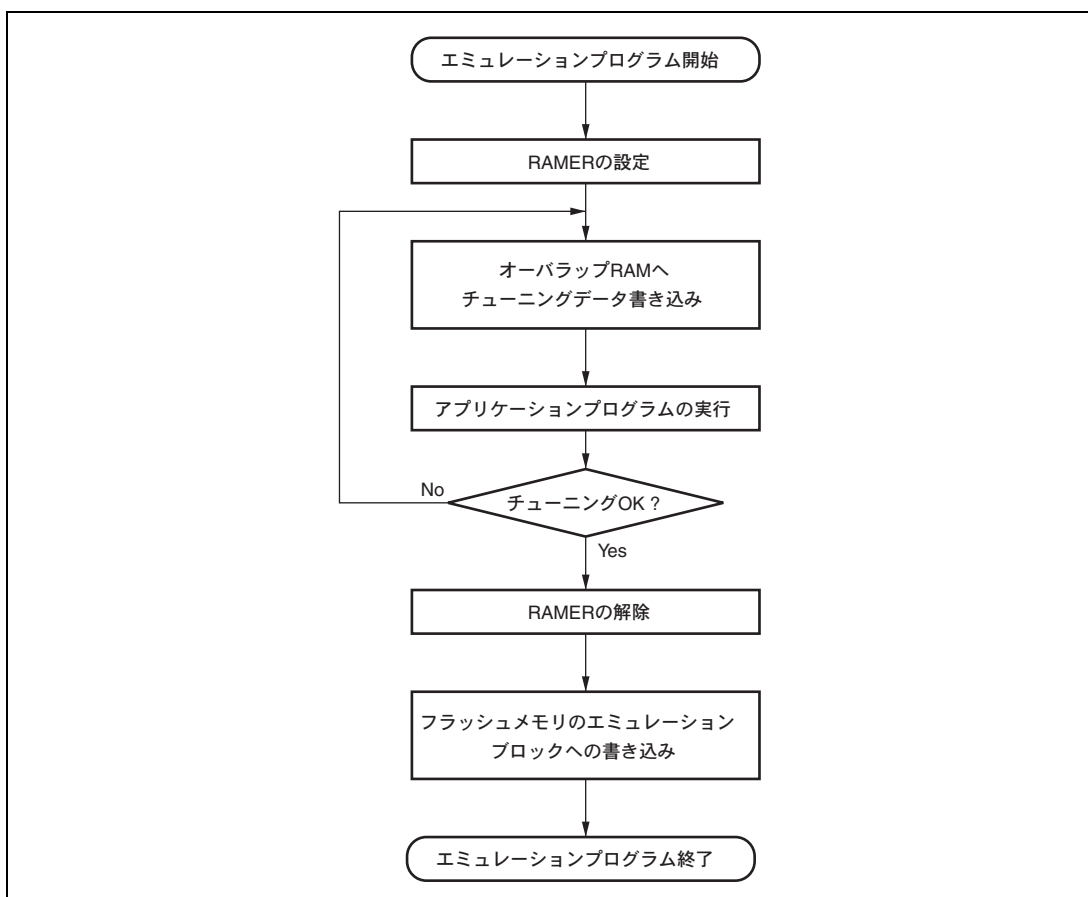 エミュレーションプログラム開始
RAMERの設定
オーバラップRAMへ
チューニングデータ書き込み
アプリケーションプログラムの実行
No
チューニングOK？
Yes
RAMERの解除
フラッシュメモリのエミュレーション
ブロックへの書き込み
エミュレーションプログラム終了